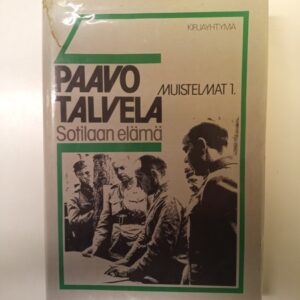 KIRJAYHTYMÄ
PAAVO
TALVELA
MUISTELMAT 1.
Sotilaan elämä